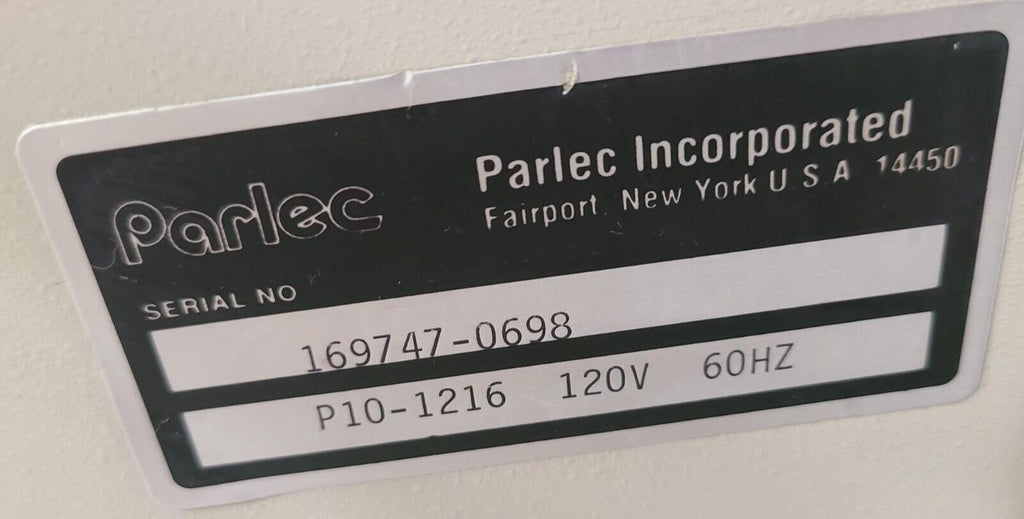 Parlec
Parlec Incorporated
Fairport, New York U.S.A 14450
SERIAL NO
169747-0698
P10-1216 120V 60HZ